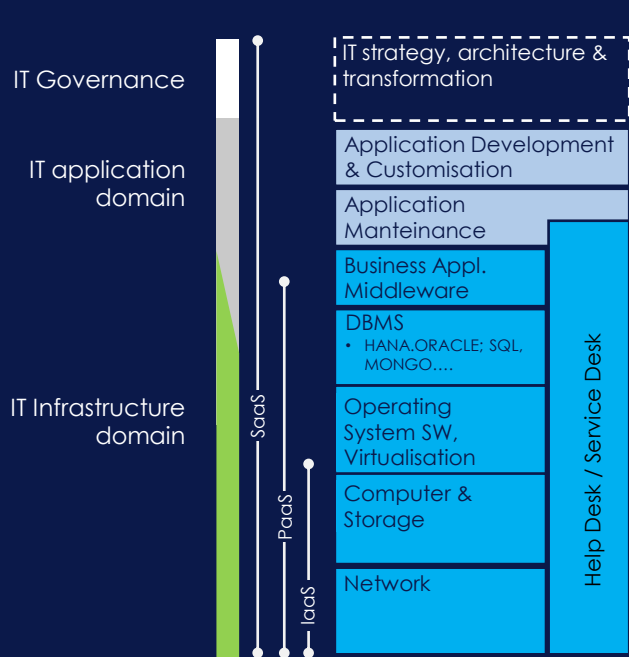 IT Governance
IT application
domain
IT Infrastructure
domain
SaaS
PaaS
IaaS
IT strategy, architecture &
transformation
Application Development
& Customisation
Application
Manteinance
Business Appl.
Middleware
DBMS
• HANA.ORACLE; SQL,
MONGO....
Operating
System SW,
Virtualisation
Computer &
Storage
Network
Help Desk / Service Desk